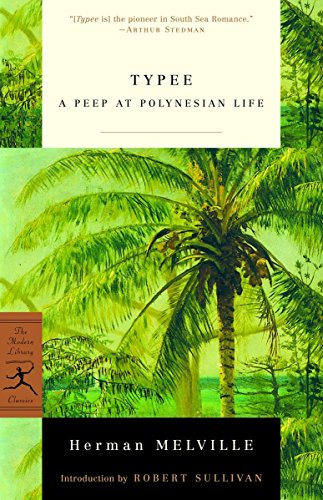 "[Typee is] the pioneer in South Sea Romance."
—ARTHUR STEDMAN
TYPEE
A PEEP AT POLYNESIAN LIFE
The
Modern Library
Classics
Herman MELVILLE
Introduction by ROBERT SULLIVAN